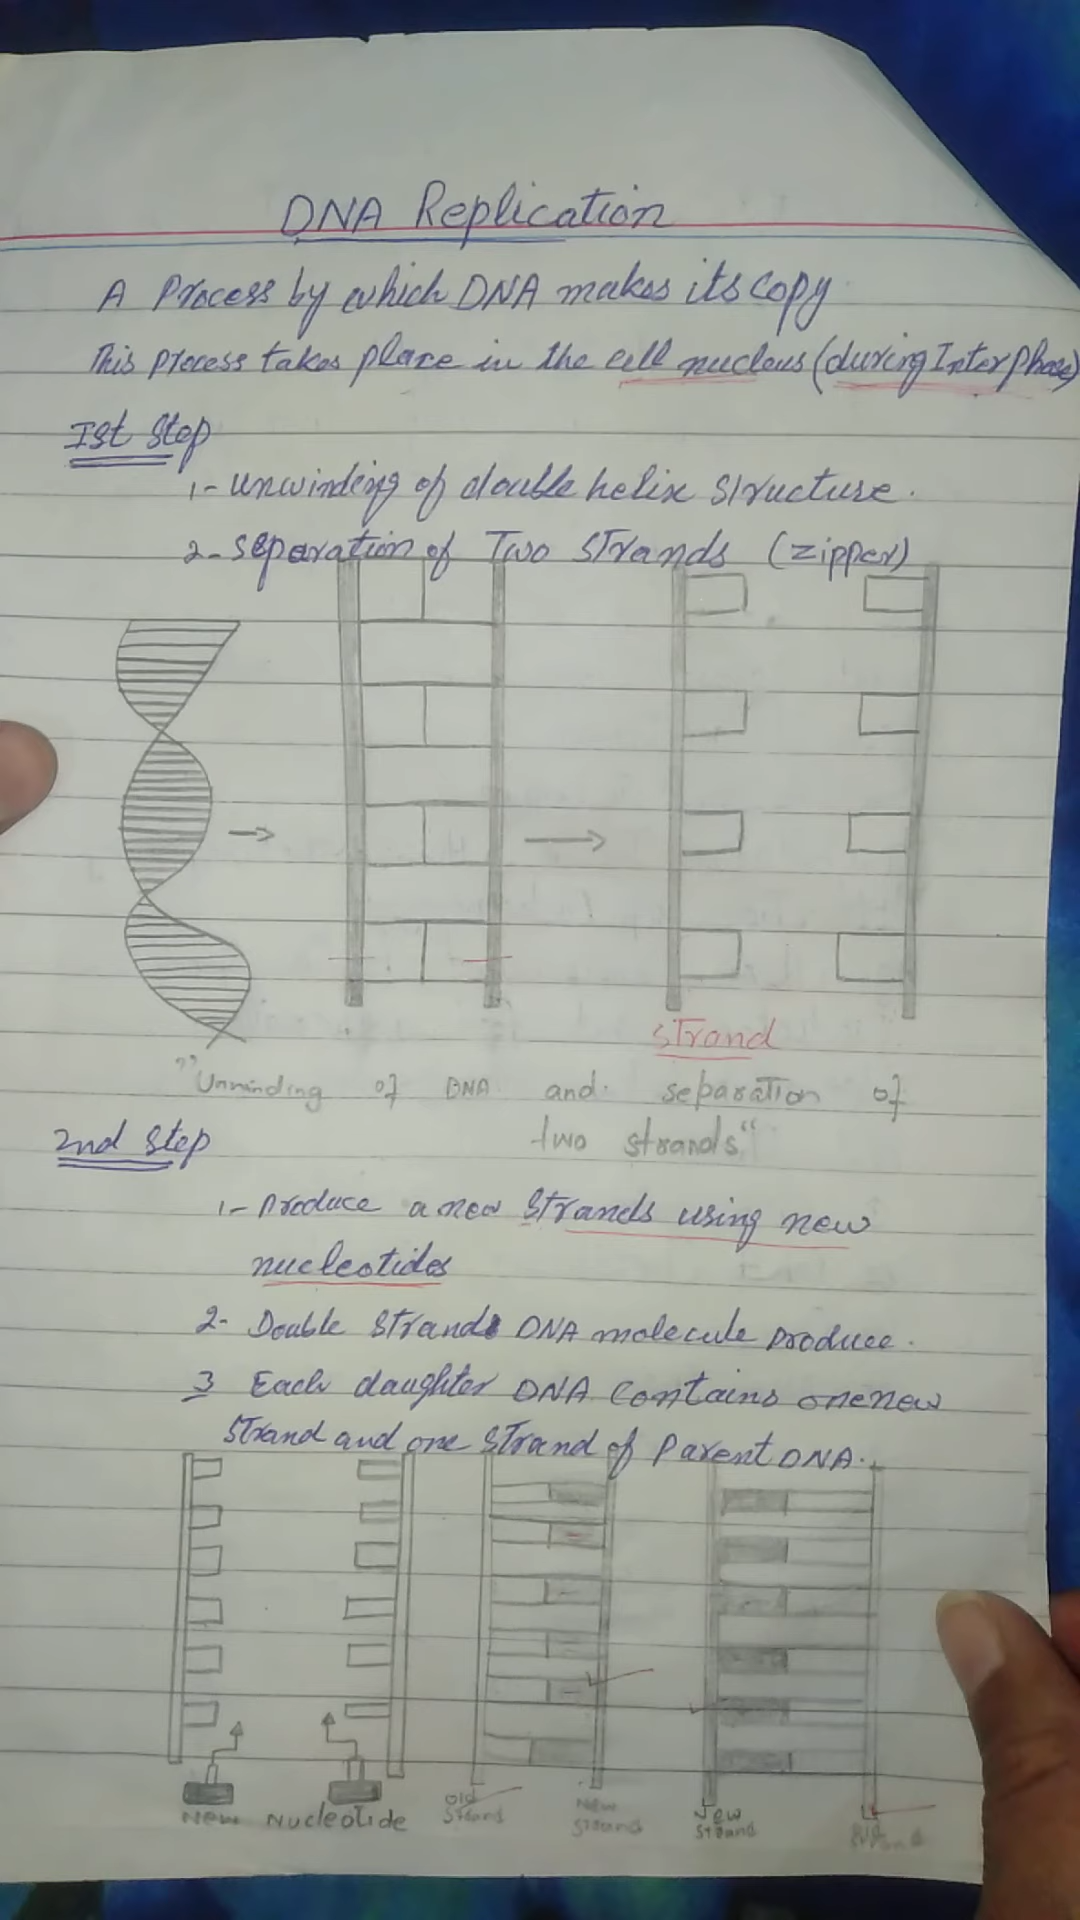 DNA Replication
A Process by which DNA makes its copy
This process takes place in the cell nucleus (during Interphase)
Ist Step
1- unwinding of double helix structure.
2- Separation of Two Strands (zipper)
Strand
"Unwinding of DNA and separation of
two strands"
2nd Step
1- Produce a new Strands using new
nucleotides
2- Double Strand DNA molecule produce.
3 Each daughter DNA contains one new
Strand and one Strand of Parent DNA.
New Nucleotide
Old Strand
New Strand
New Strand